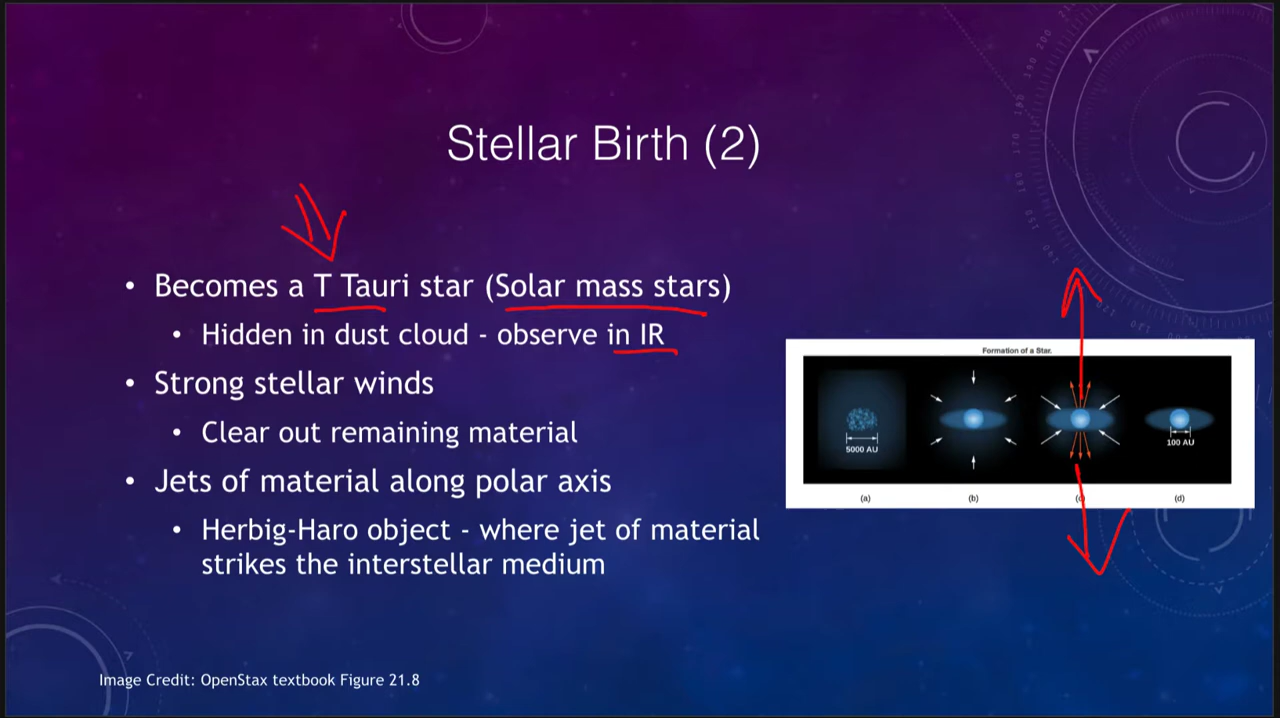 Stellar Birth (2)
• Becomes a T Tauri star (Solar mass stars)
• Hidden in dust cloud - observe in IR
• Strong stellar winds
• Clear out remaining material
• Jets of material along polar axis
• Herbig-Haro object - where jet of material
strikes the interstellar medium
Formation of a Star.
5000 AU
100 AU
(a) (b) (c) (d)
Image Credit: OpenStax textbook Figure 21.8